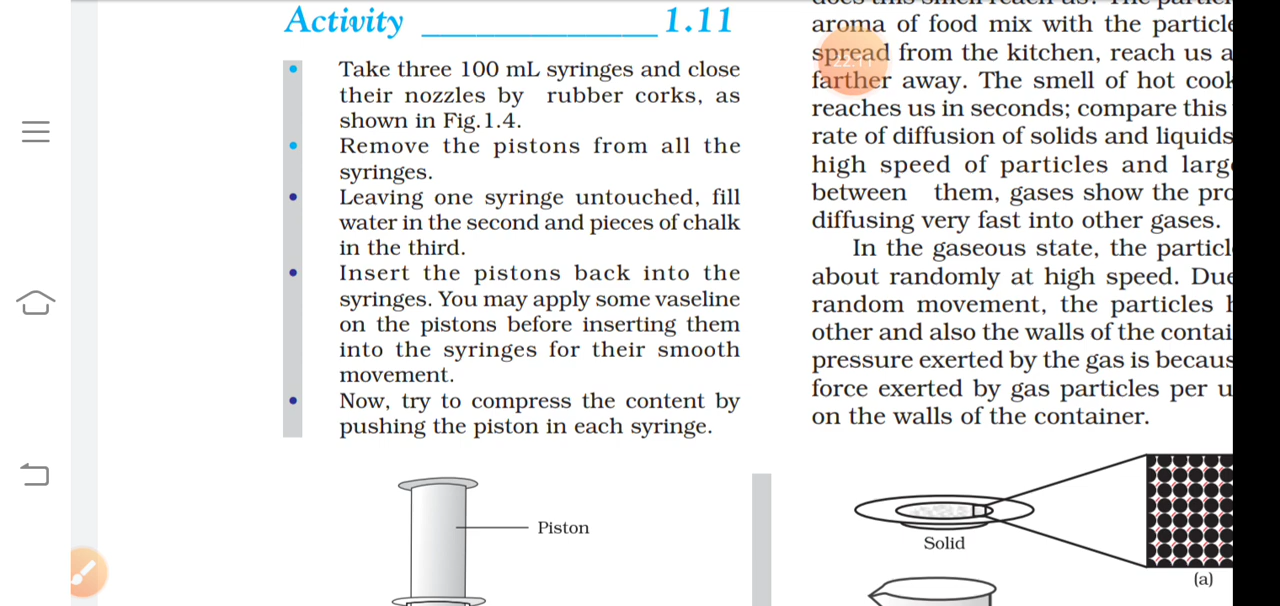 Activity 1.11
Take three 100 mL syringes and close
their nozzles by rubber corks, as
shown in Fig.1.4.
Remove the pistons from all the
syringes.
Leaving one syringe untouched, fill
water in the second and pieces of chalk
in the third.
Insert the pistons back into the
syringes. You may apply some vaseline
on the pistons before inserting them
into the syringes for their smooth
movement.
Now, try to compress the content by
pushing the piston in each syringe.
Piston
aroma of food mix with the particle
spread from the kitchen, reach us a
farther away. The smell of hot cook
reaches us in seconds; compare this
rate of diffusion of solids and liquids
high speed of particles and larg
between them, gases show the pro
diffusing very fast into other gases.
In the gaseous state, the particl
about randomly at high speed. Due
random movement, the particles h
other and also the walls of the contai
pressure exerted by the gas is becaus
force exerted by gas particles per u
on the walls of the container.
Solid
(a)